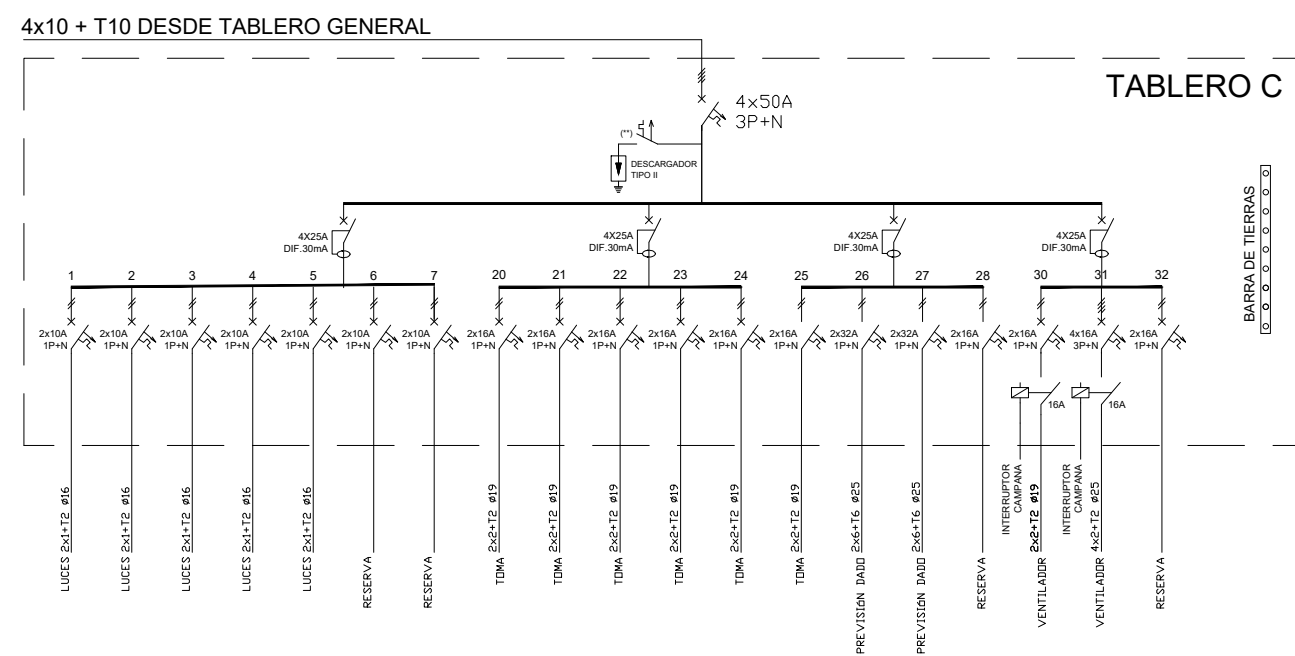 4x10 + T10 DESDE TABLERO GENERAL
TABLERO C
4x50A
3P+N
(**)
DESCARGADOR
TIPO II
BARRA DE TIERRAS
4X25A
DIF.30mA
4X25A
DIF.30mA
4X25A
DIF.30mA
4X25A
DIF.30mA
1 2 3 4 5 6 7 20 21 22 23 24 25 26 27 28 30 31 32
2x10A 2x10A 2x10A 2x10A 2x10A 2x10A 2x10A 2x16A 2x16A 2x16A 2x16A 2x16A 2x16A 2x32A 2x32A 2x16A 2x16A 4x16A 2x16A
1P+N 1P+N 1P+N 1P+N 1P+N 1P+N 1P+N 1P+N 1P+N 1P+N 1P+N 1P+N 1P+N 1P+N 1P+N 1P+N 1P+N 3P+N 1P+N
16A
16A
LUCES 2x1+T2 ø16
LUCES 2x1+T2 ø16
LUCES 2x1+T2 ø16
LUCES 2x1+T2 ø16
LUCES 2x1+T2 ø16
RESERVA
RESERVA
TOMA 2x2+T2 ø19
TOMA 2x2+T2 ø19
TOMA 2x2+T2 ø19
TOMA 2x2+T2 ø19
TOMA 2x2+T2 ø19
TOMA 2x2+T2 ø19
PREVISIÓN DADO 2x6+T6 ø25
PREVISIÓN DADO 2x6+T6 ø25
RESERVA
INTERRUPTOR
CAMPANA
VENTILADOR 2x2+T2 ø19
INTERRUPTOR
CAMPANA
VENTILADOR 4x2+T2 ø25
RESERVA